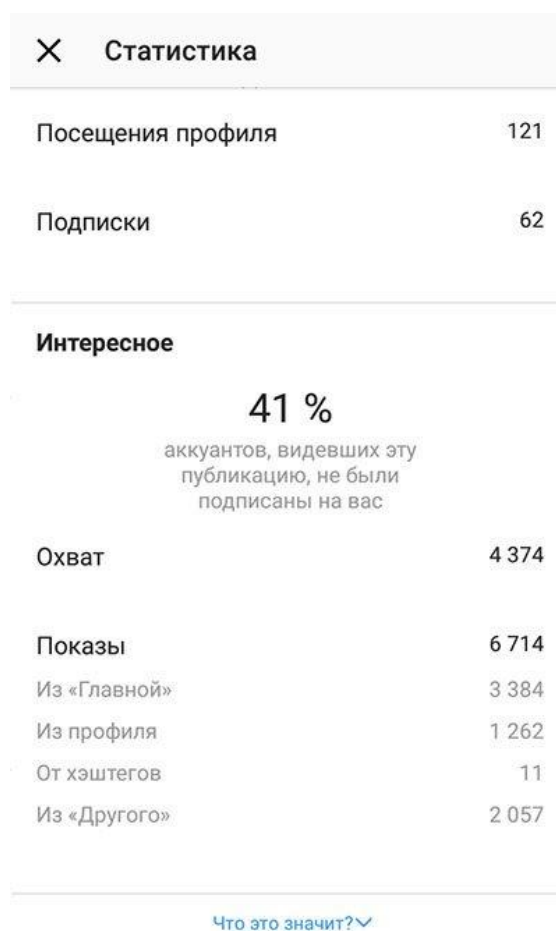 Статистика
Посещения профиля 121
Подписки 62
Интересное
41 %
аккуантов, видевших эту
публикацию, не были
подписаны на вас
Охват 4 374
Показы 6 714
Из «Главной» 3 384
Из профиля 1 262
От хэштегов 11
Из «Другого» 2 057
Что это значит?